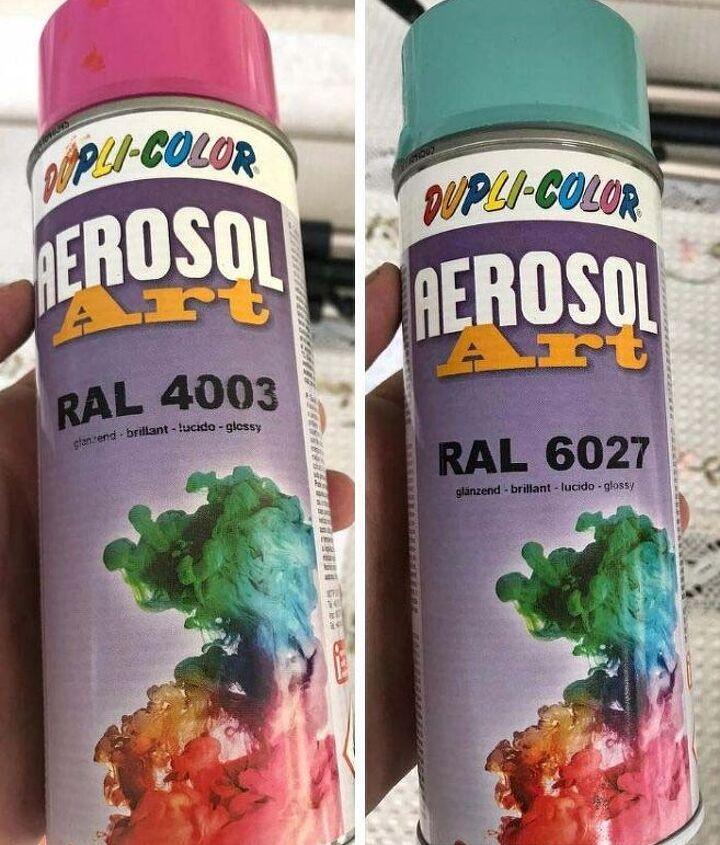 DUPLI-COLOR
AEROSOL
Art
RAL 4003
glänzend - brillant - lucido - glossy
DUPLI-COLOR®
AEROSOL
Art
RAL 6027
glänzend - brillant - lucido - glossy